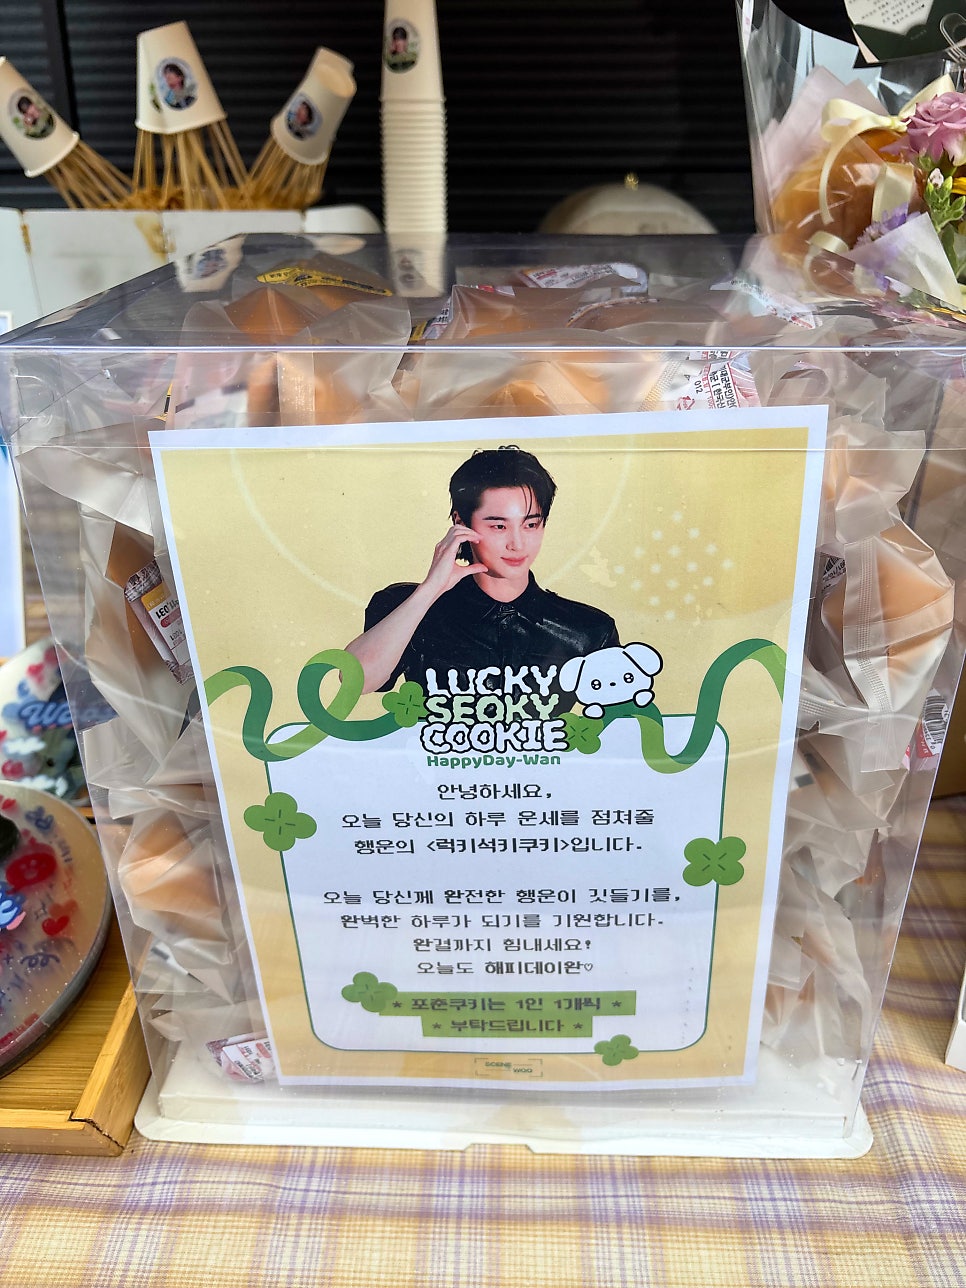 LUCKY
SEOKY
COOKIE
HappyDay-Wan
안녕하세요,
오늘 당신의 하루 운세를 점쳐줄
행운의 <럭키석키쿠키>입니다.
오늘 당신께 완전한 행운이 깃들기를,
완벽한 하루가 되기를 기원합니다.
완결까지 힘내세요!
오늘도 해피데이완♡
* 포춘쿠키는 1인 1개씩 *
* 부탁드립니다 *
SCENE
WOO
012